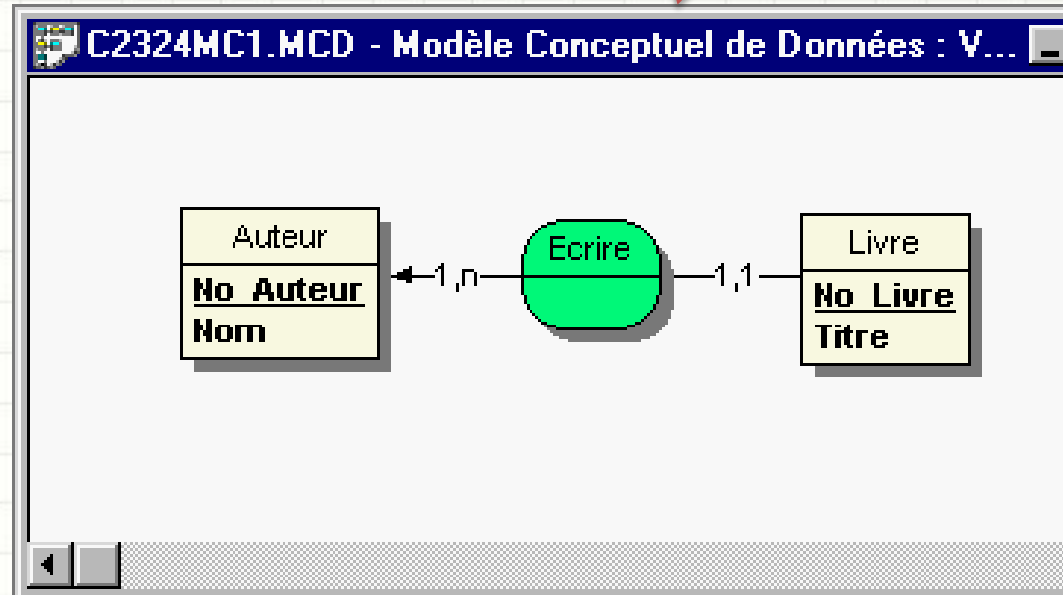 C2324MC1.MCD - Modèle Conceptuel de Données : V...
Auteur
No Auteur
Nom
1,n
Ecrire
1,1
Livre
No Livre
Titre